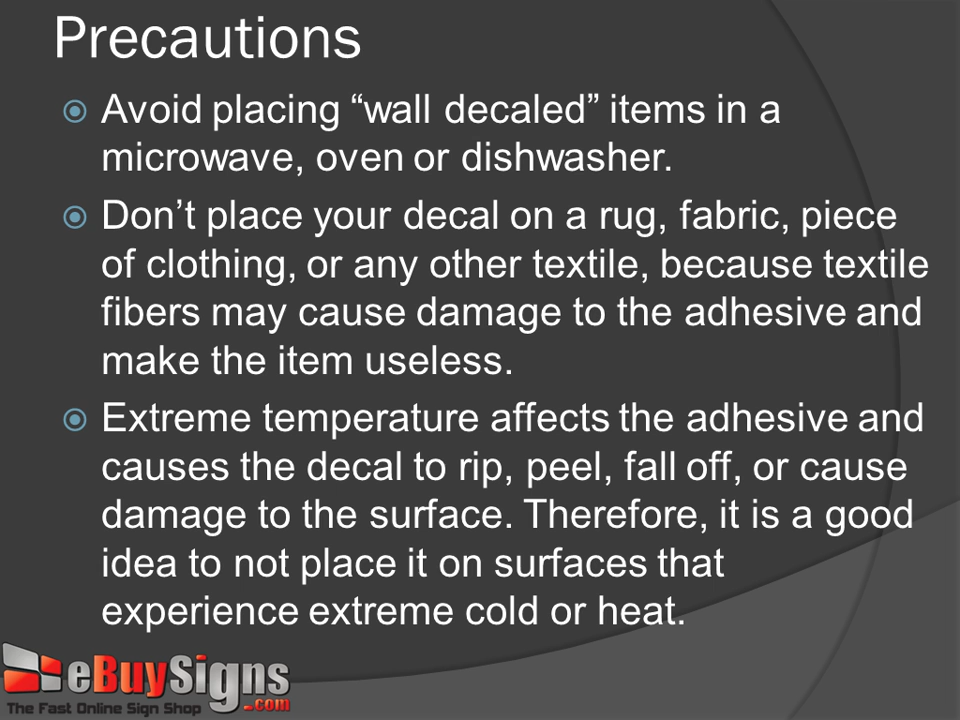 Precautions
Avoid placing “wall decaled” items in a
microwave, oven or dishwasher.
Don’t place your decal on a rug, fabric, piece
of clothing, or any other textile, because textile
fibers may cause damage to the adhesive and
make the item useless.
Extreme temperature affects the adhesive and
causes the decal to rip, peel, fall off, or cause
damage to the surface. Therefore, it is a good
idea to not place it on surfaces that
experience extreme cold or heat.
eBuySigns
.com
The Fast Online Sign Shop